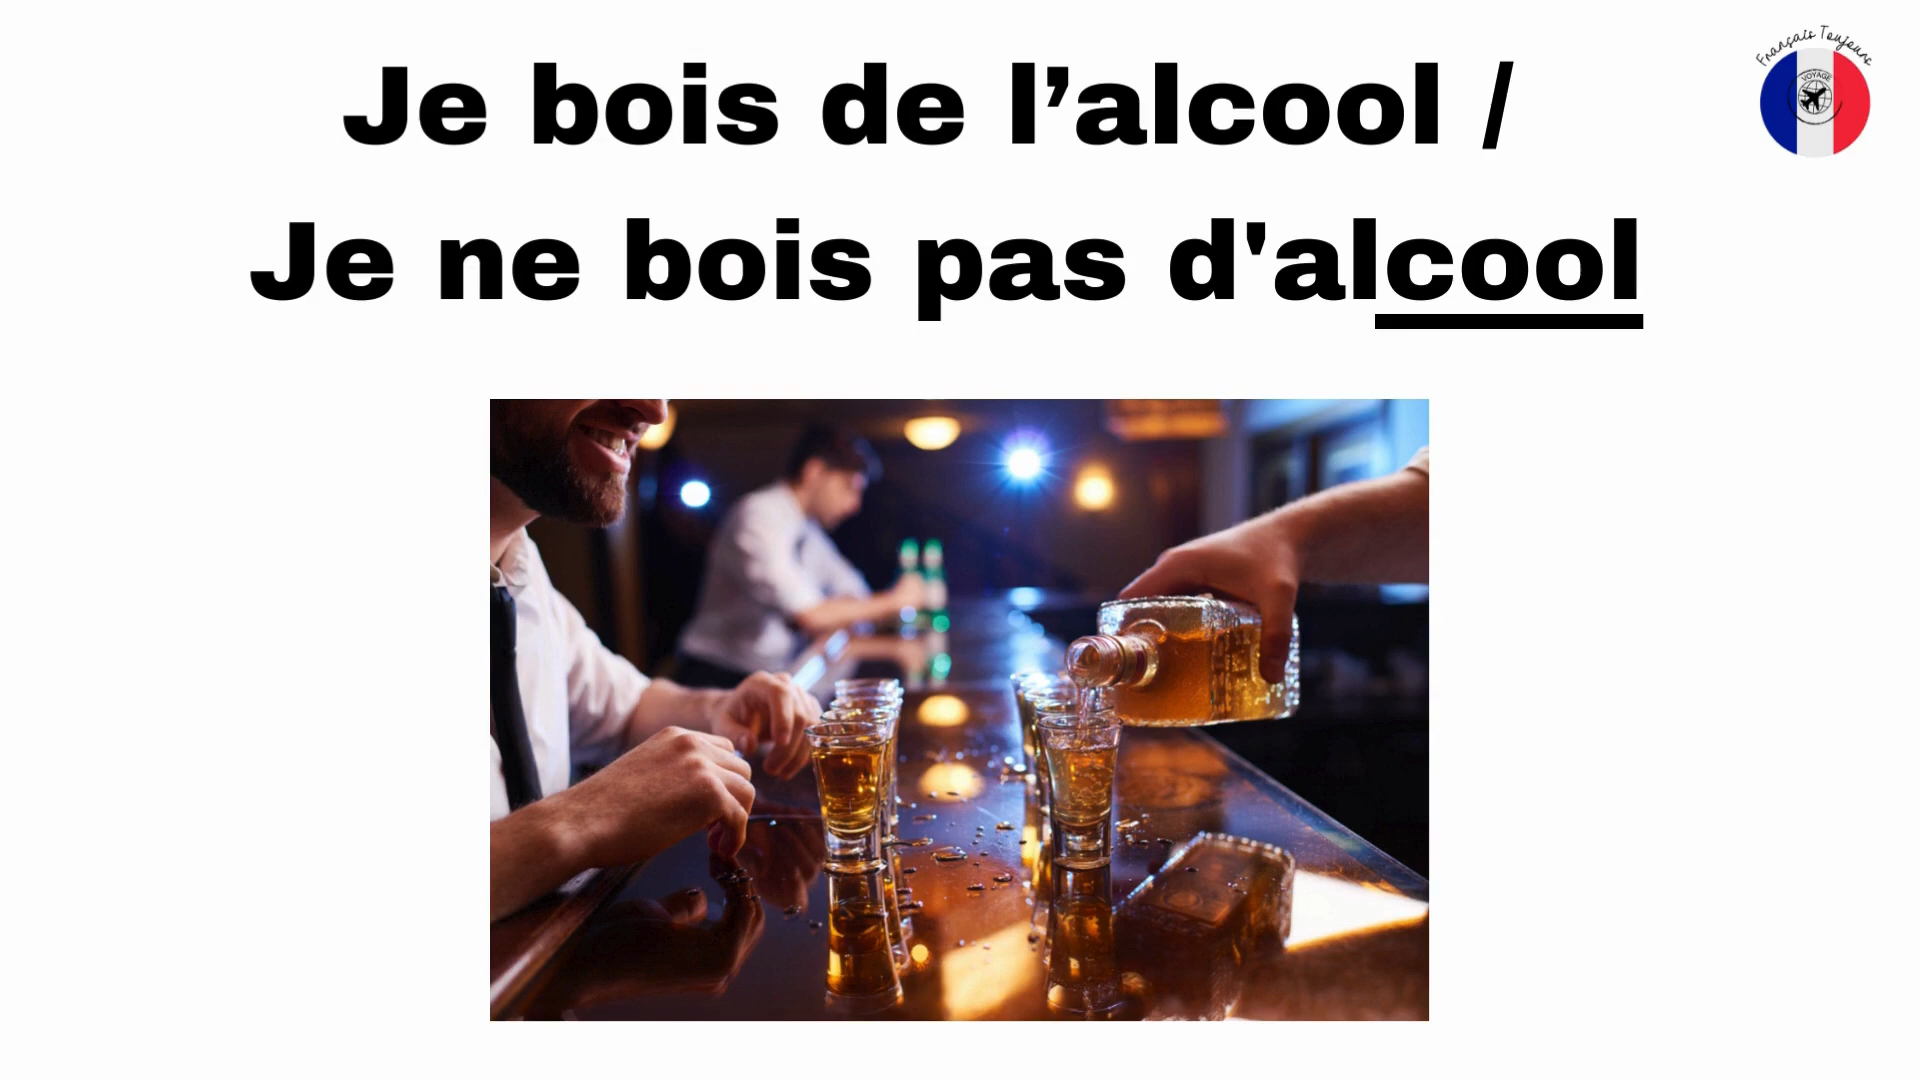 Je bois de l’alcool /
Je ne bois pas d'alcool
Français Toujours
VOYAGE